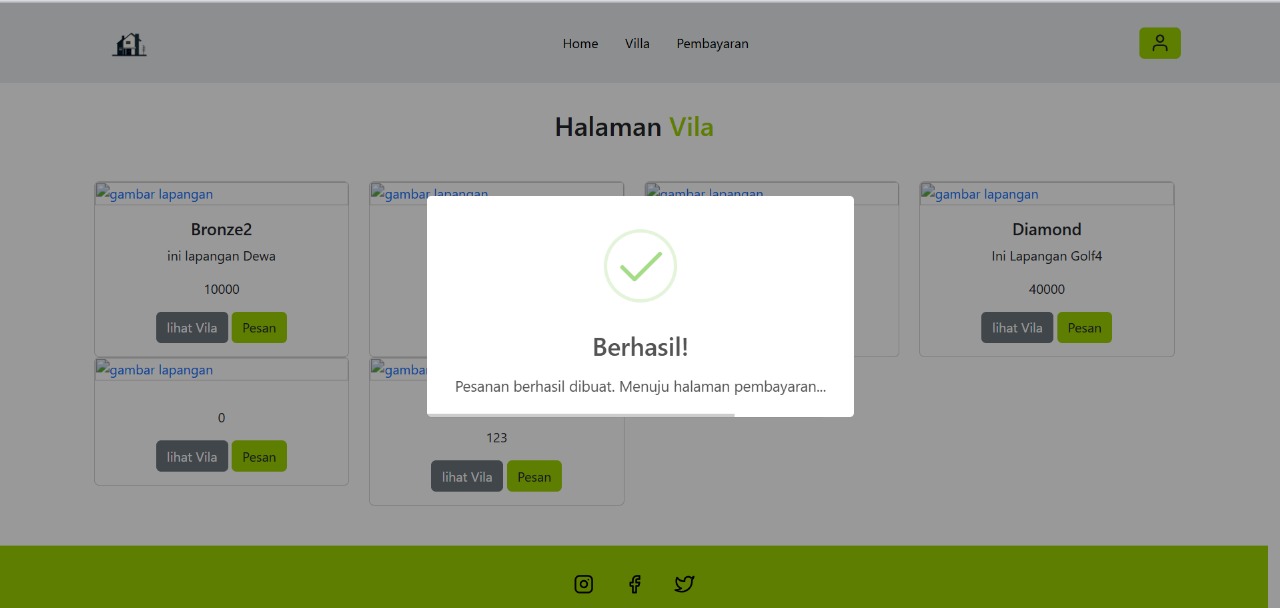 Home Villa Pembayaran
Halaman Vila
gambar lapangan
Bronze2
ini lapangan Dewa
10000
lihat Vila Pesan
gambar lapangan
gambar lapangan
gambar lapangan
Diamond
Ini Lapangan Golf4
40000
lihat Vila Pesan
Berhasil!
Pesanan berhasil dibuat. Menuju halaman pembayaran...
gambar lapangan
0
lihat Vila Pesan
123
lihat Vila Pesan